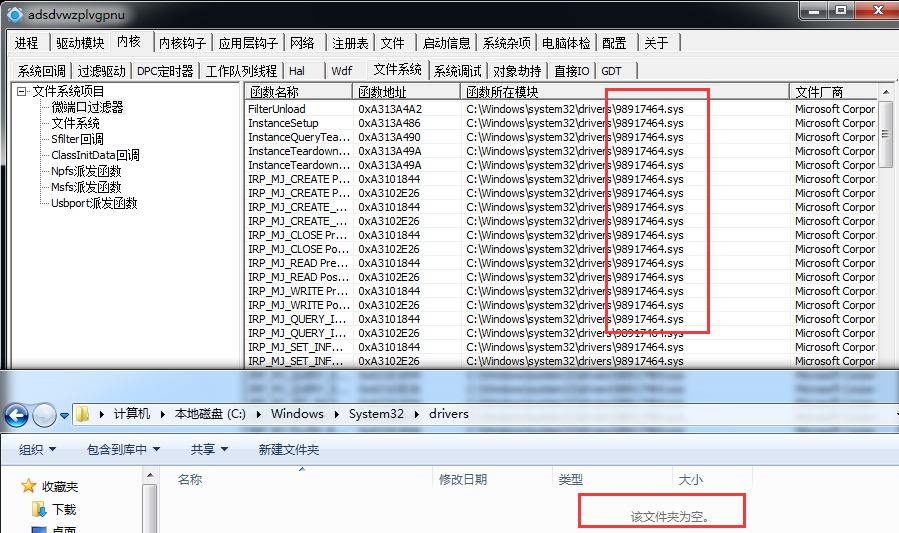 adsdvwzplvgpnu
进程 驱动模块 内核 内核钩子 应用层钩子 网络 注册表 文件 启动信息 系统杂项 电脑体检 配置 关于
系统回调 过滤驱动 DPC定时器 工作队列线程 Hal Wdf 文件系统 系统调试 对象劫持 直接IO GDT
文件系统项目
微端口过滤器
文件系统
Sfilter回调
ClassInitData回调
Npfs派发函数
Msfs派发函数
Usbport派发函数
函数名称 函数地址 函数所在模块 文件厂商
FilterUnload 0xA313A4A2 C:\Windows\system32\drivers\98917464.sys Microsoft Corpor
InstanceSetup 0xA313A486 C:\Windows\system32\drivers\98917464.sys Microsoft Corpor
InstanceQueryTea... 0xA313A490 C:\Windows\system32\drivers\98917464.sys Microsoft Corpor
InstanceTeardown... 0xA313A49A C:\Windows\system32\drivers\98917464.sys Microsoft Corpor
InstanceTeardown... 0xA313A49A C:\Windows\system32\drivers\98917464.sys Microsoft Corpor
IRP_MJ_CREATE P... 0xA3101844 C:\Windows\system32\drivers\98917464.sys Microsoft Corpor
IRP_MJ_CREATE P... 0xA3102E26 C:\Windows\system32\drivers\98917464.sys Microsoft Corpor
IRP_MJ_CREATE_... 0xA3101844 C:\Windows\system32\drivers\98917464.sys Microsoft Corpor
IRP_MJ_CREATE_... 0xA3102E26 C:\Windows\system32\drivers\98917464.sys Microsoft Corpor
IRP_MJ_CLOSE Pr... 0xA3101844 C:\Windows\system32\drivers\98917464.sys Microsoft Corpor
IRP_MJ_CLOSE Po... 0xA3102E26 C:\Windows\system32\drivers\98917464.sys Microsoft Corpor
IRP_MJ_READ Pre... 0xA3101844 C:\Windows\system32\drivers\98917464.sys Microsoft Corpor
IRP_MJ_READ Pos... 0xA3102E26 C:\Windows\system32\drivers\98917464.sys Microsoft Corpor
IRP_MJ_WRITE Pr... 0xA3101844 C:\Windows\system32\drivers\98917464.sys Microsoft Corpor
IRP_MJ_WRITE Po... 0xA3102E26 C:\Windows\system32\drivers\98917464.sys Microsoft Corpor
IRP_MJ_QUERY_I... 0xA3101844 C:\Windows\system32\drivers\98917464.sys Microsoft Corpor
IRP_MJ_QUERY_I... 0xA3102E26 C:\Windows\system32\drivers\98917464.sys Microsoft Corpor
IRP_MJ_SET_INF... 0xA3101844 C:\Windows\system32\drivers\98917464.sys Microsoft Corpor
IRP_MJ_SET_INF... 0xA3102E26 C:\Windows\system32\drivers\98917464.sys Microsoft Corpor
计算机 本地磁盘 (C:) Windows System32 drivers
组织 包含到库中 共享 新建文件夹
名称 修改日期 类型 大小
收藏夹
下载
桌面
该文件夹为空。